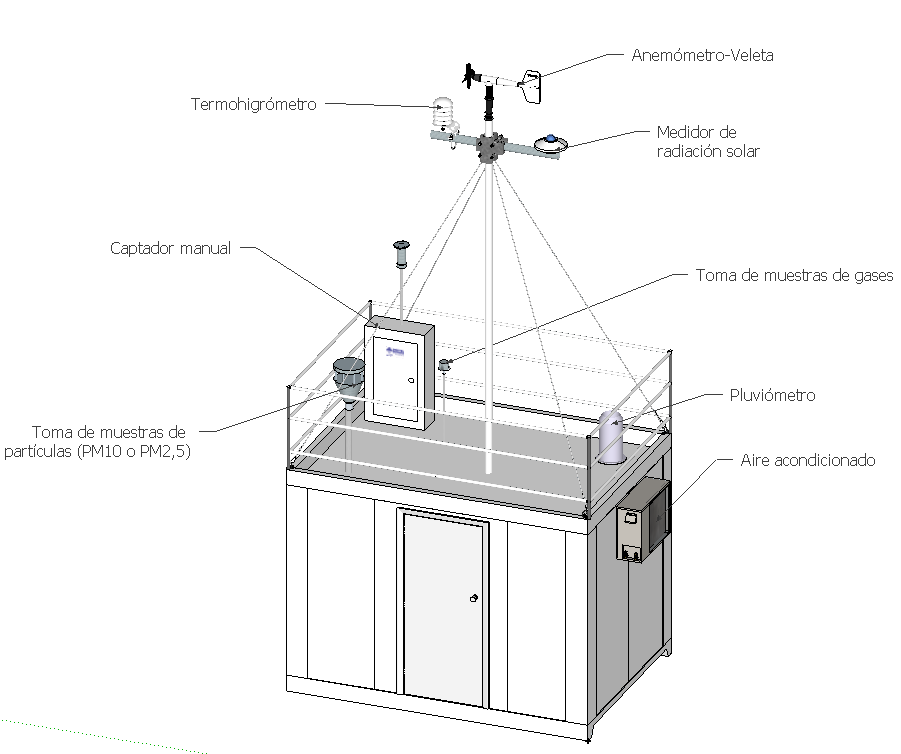 Anemómetro-Veleta
Termohigrómetro
Medidor de
radiación solar
Captador manual
Toma de muestras de gases
Pluviómetro
Toma de muestras de
partículas (PM10 o PM2,5)
Aire acondicionado